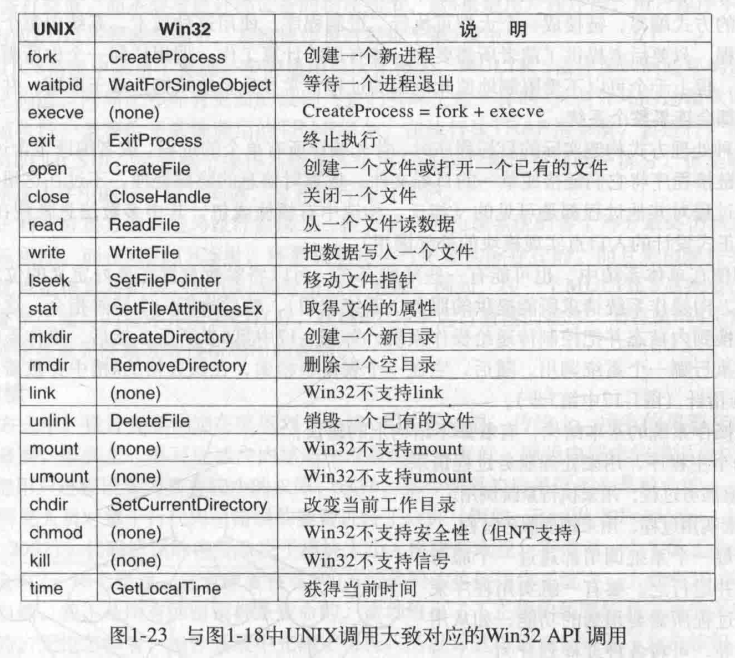 UNIX Win32 说 明
fork CreateProcess 创建一个新进程
waitpid WaitForSingleObject 等待一个进程退出
execve (none) CreateProcess = fork + execve
exit ExitProcess 终止执行
open CreateFile 创建一个文件或打开一个已有的文件
close CloseHandle 关闭一个文件
read ReadFile 从一个文件读数据
write WriteFile 把数据写入一个文件
lseek SetFilePointer 移动文件指针
stat GetFileAttributesEx 取得文件的属性
mkdir CreateDirectory 创建一个新目录
rmdir RemoveDirectory 删除一个空目录
link (none) Win32不支持link
unlink DeleteFile 销毁一个已有的文件
mount (none) Win32不支持mount
umount (none) Win32不支持umount
chdir SetCurrentDirectory 改变当前工作目录
chmod (none) Win32不支持安全性（但NT支持）
kill (none) Win32不支持信号
time GetLocalTime 获得当前时间
图1-23 与图1-18中UNIX调用大致对应的Win32 API 调用